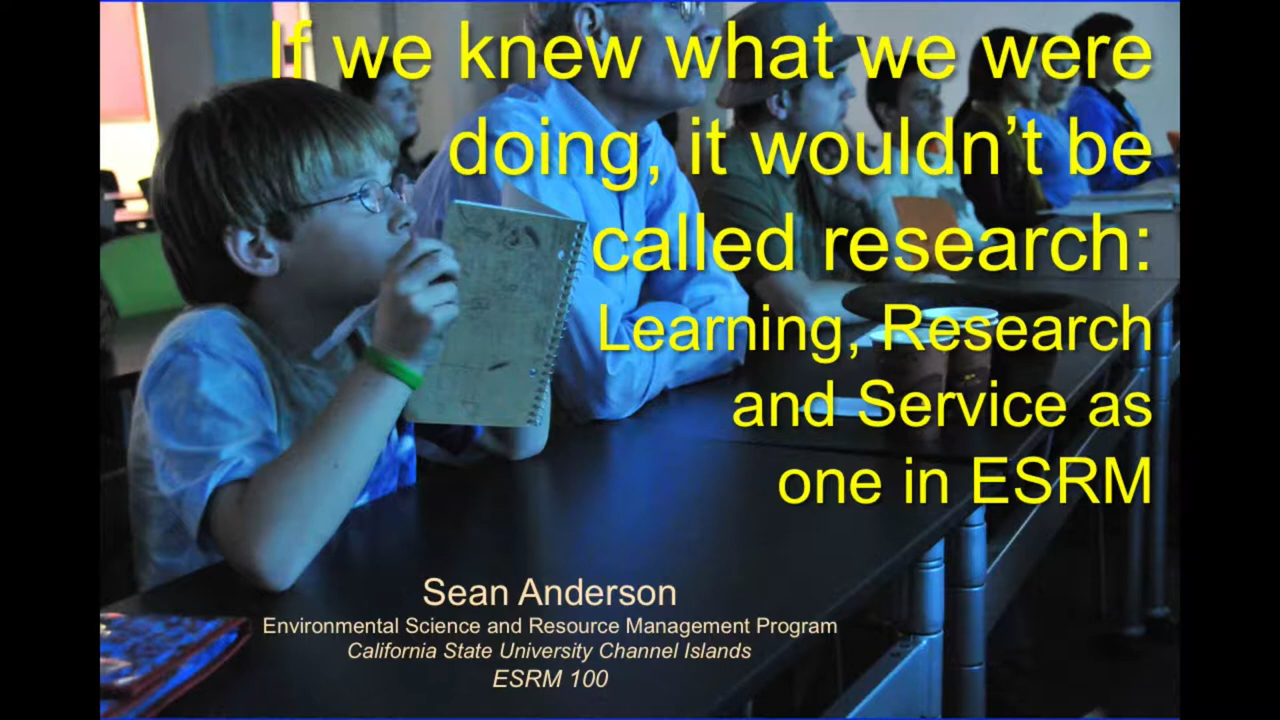 If we knew what we were
doing, it wouldn’t be
called research:
Learning, Research
and Service as
one in ESRM
Sean Anderson
Environmental Science and Resource Management Program
California State University Channel Islands
ESRM 100